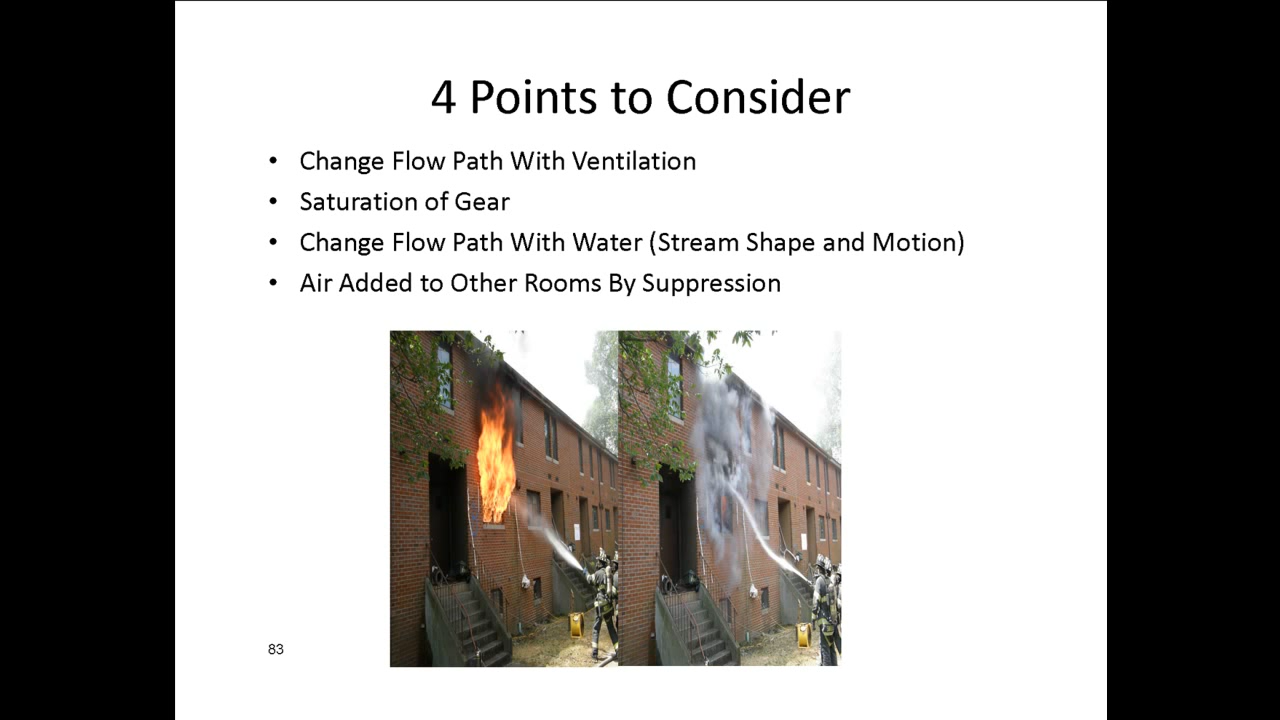 4 Points to Consider
• Change Flow Path With Ventilation
• Saturation of Gear
• Change Flow Path With Water (Stream Shape and Motion)
• Air Added to Other Rooms By Suppression
83